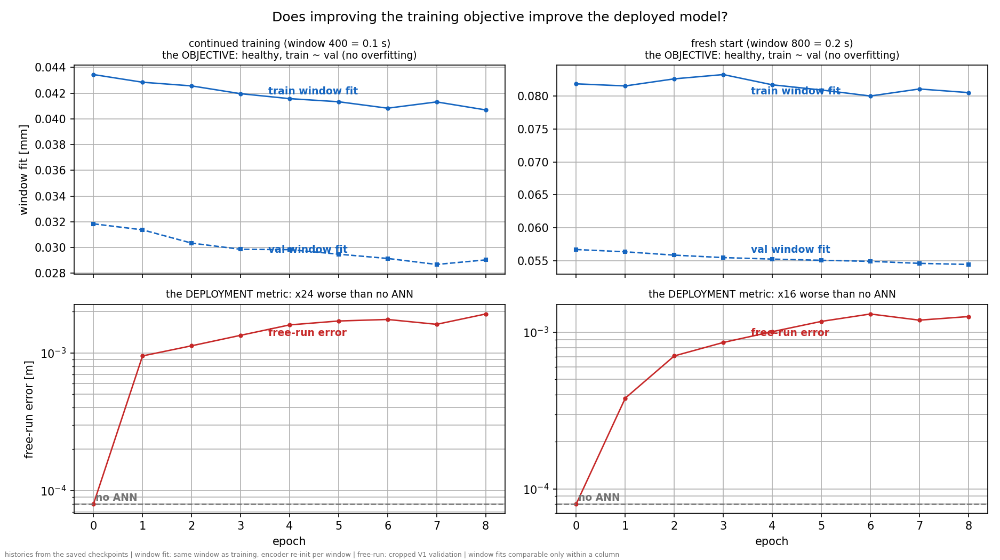 Does improving the training objective improve the deployed model?
continued training (window 400 = 0.1 s)
the OBJECTIVE: healthy, train ~ val (no overfitting)
window fit [mm]
0.044
0.042
0.040
0.038
0.036
0.034
0.032
0.030
0.028
train window fit
val window fit
fresh start (window 800 = 0.2 s)
the OBJECTIVE: healthy, train ~ val (no overfitting)
0.080
0.075
0.070
0.065
0.060
0.055
train window fit
val window fit
the DEPLOYMENT metric: x24 worse than no ANN
free-run error [m]
10⁻³
10⁻⁴
free-run error
no ANN
0 1 2 3 4 5 6 7 8
epoch
the DEPLOYMENT metric: x16 worse than no ANN
10⁻³
10⁻⁴
free-run error
no ANN
0 1 2 3 4 5 6 7 8
epoch
histories from the saved checkpoints | window fit: same window as training, encoder re-init per window | free-run: cropped V1 validation | window fits comparable only within a column